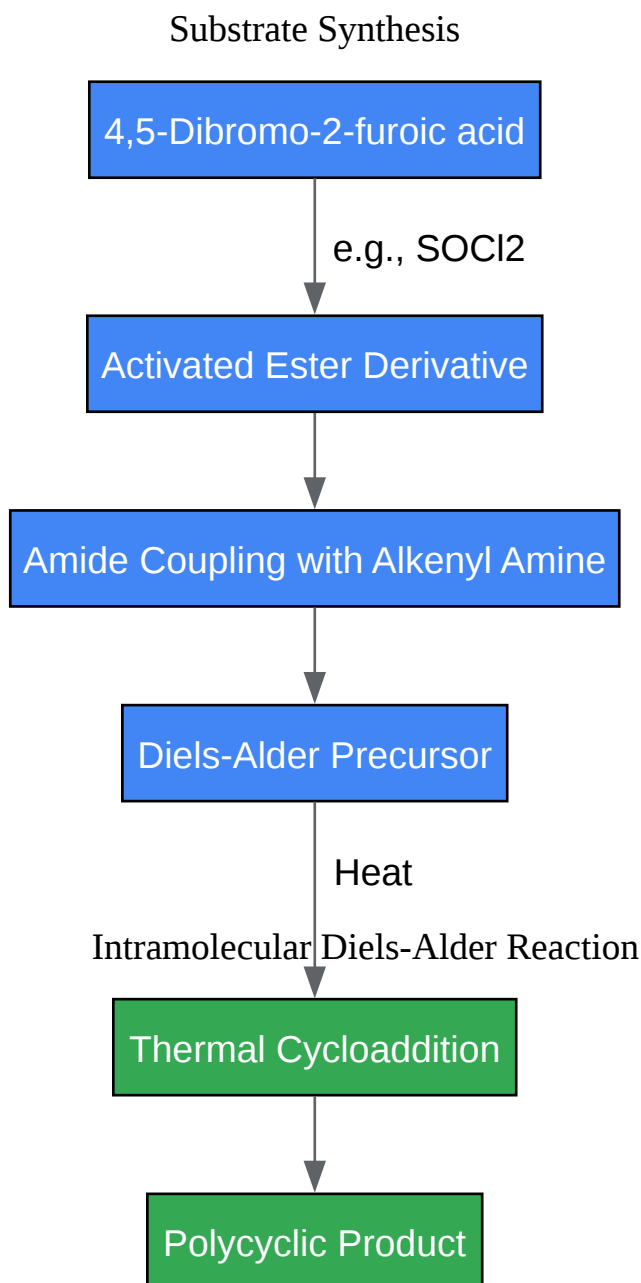 Substrate Synthesis
4,5-Dibromo-2-furoic acid
e.g., SOCl2
Activated Ester Derivative
Amide Coupling with Alkenyl Amine
Diels-Alder Precursor
Heat
Intramolecular Diels-Alder Reaction
Thermal Cycloaddition
Polycyclic Product